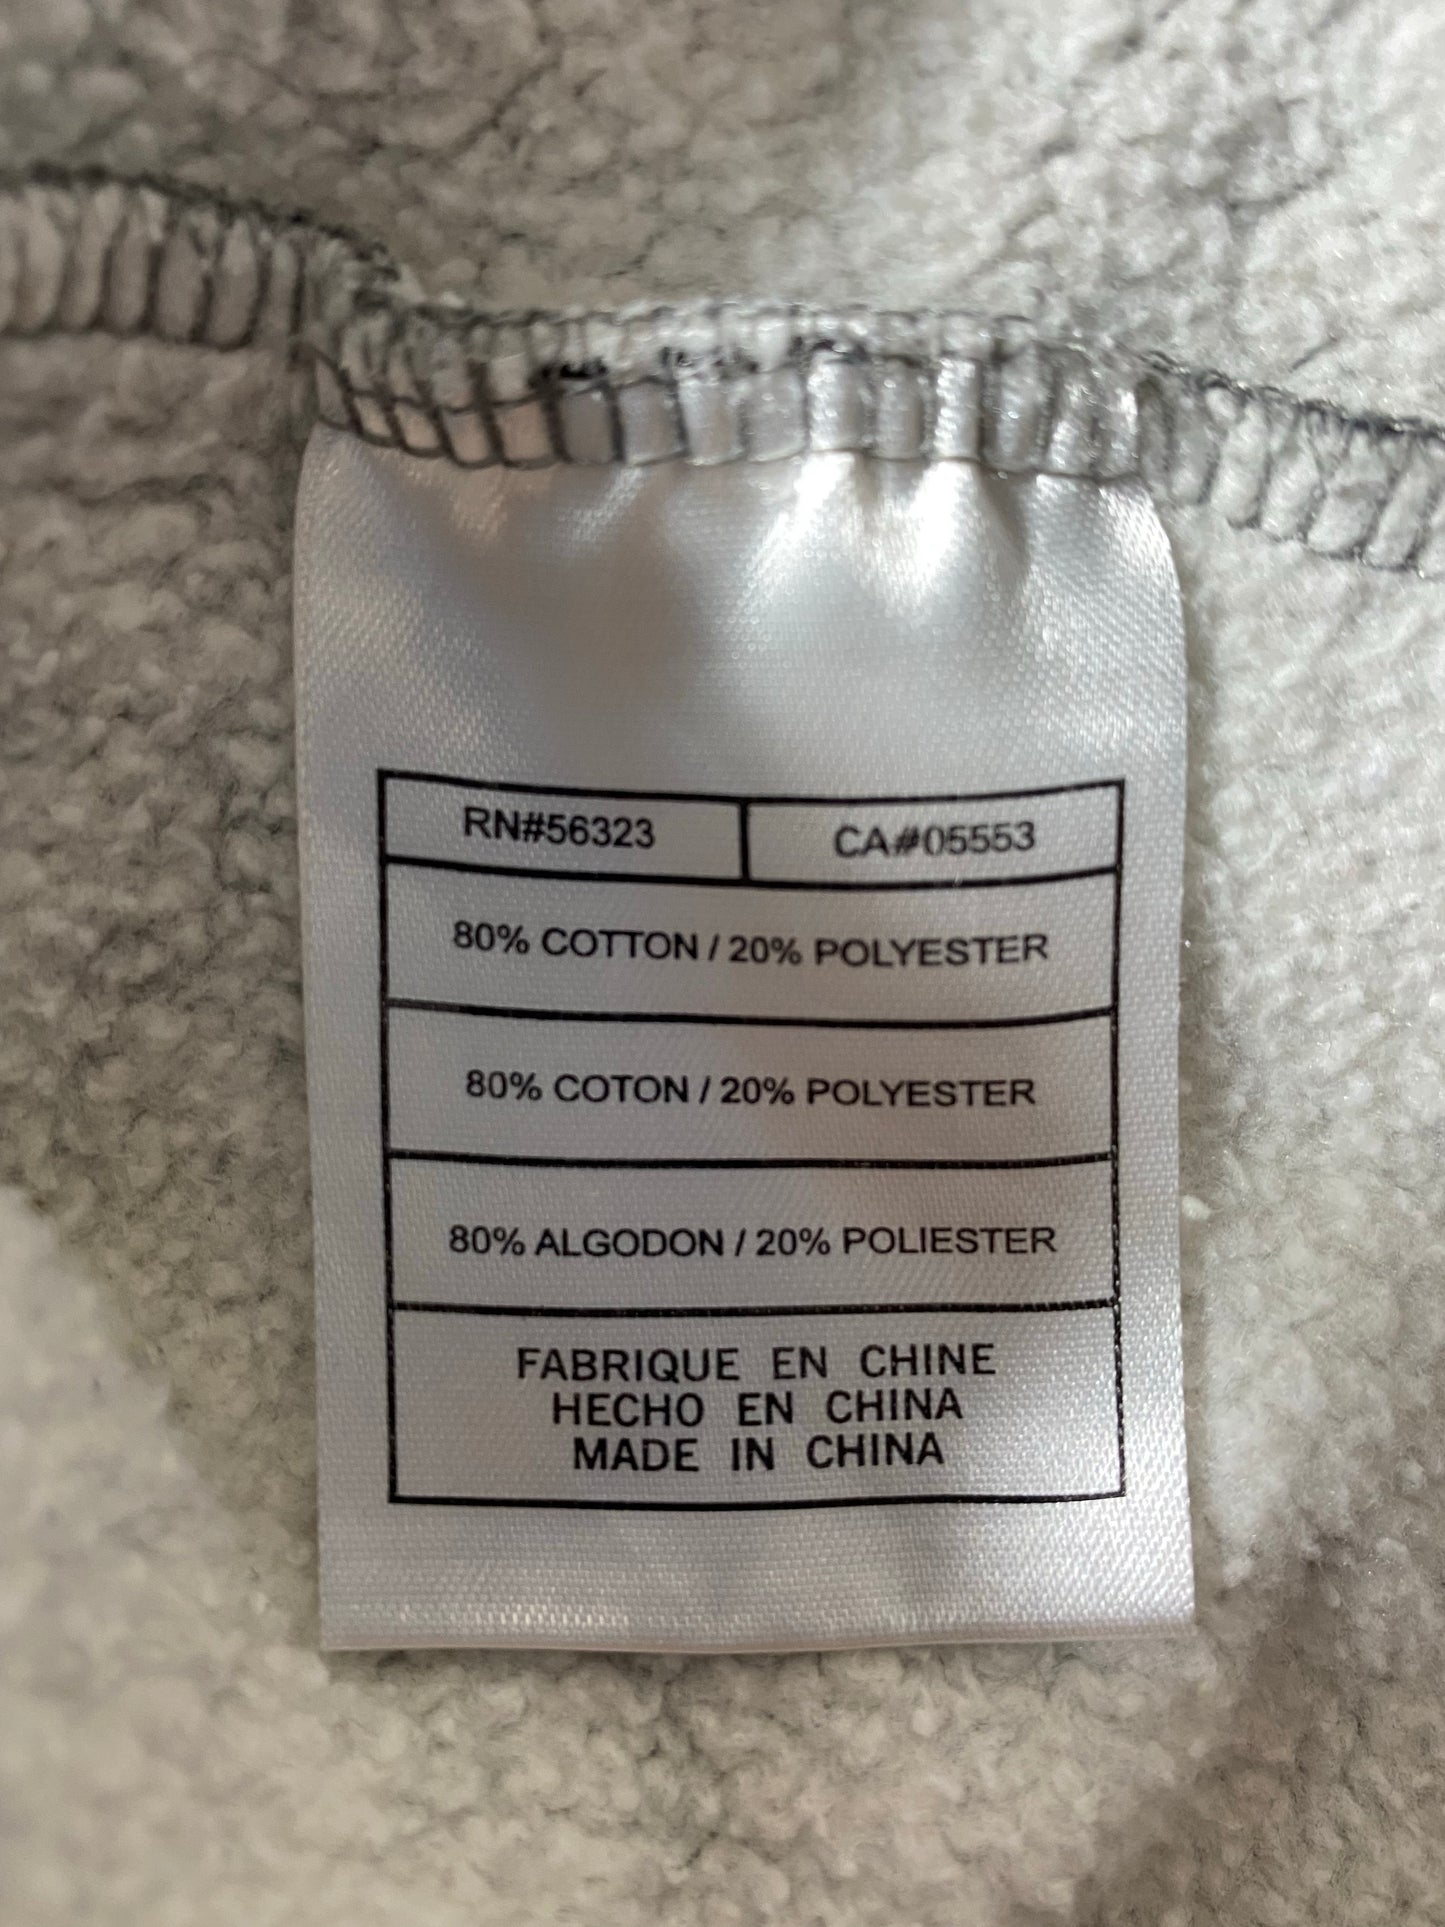 RN#56323 CA#05553
80% COTTON / 20% POLYESTER
80% COTON / 20% POLYESTER
80% ALGODON / 20% POLIESTER
FABRIQUE EN CHINE
HECHO EN CHINA
MADE IN CHINA